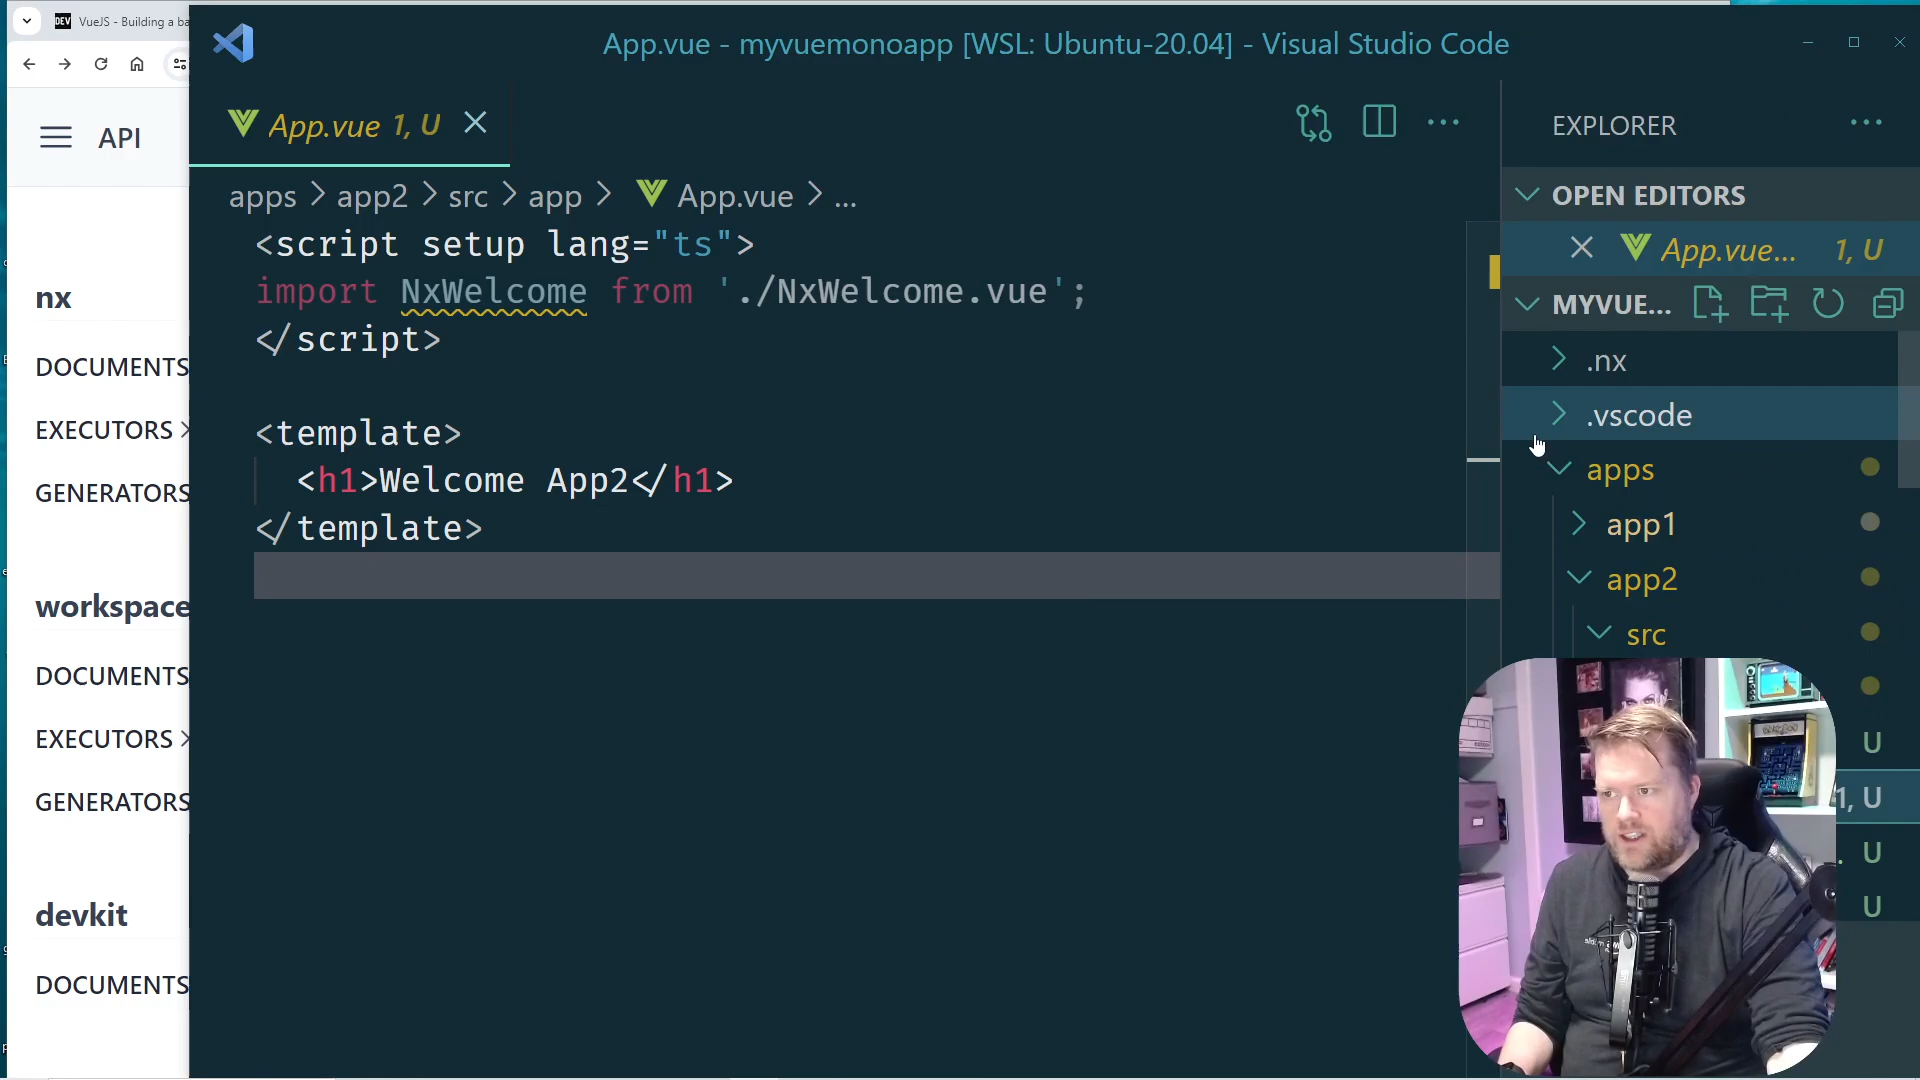 DEV VueJS - Building a ba
API
nx
DOCUMENTS
EXECUTORS >
GENERATORS
workspace
DOCUMENTS
EXECUTORS >
GENERATORS
devkit
DOCUMENTS
App.vue - myvuemonoapp [WSL: Ubuntu-20.04] - Visual Studio Code
App.vue 1, U
apps > app2 > src > app > App.vue > ...
<script setup lang="ts">
import NxWelcome from './NxWelcome.vue';
</script>
<template>
<h1>Welcome App2</h1>
</template>
EXPLORER
OPEN EDITORS
App.vue... 1, U
MYVUE...
.nx
.vscode
apps
app1
app2
src
U
1, U
U
U